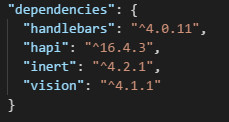 "dependencies": {
"handlebars": "^4.0.11",
"hapi": "^16.4.3",
"inert": "^4.2.1",
"vision": "^4.1.1"
}